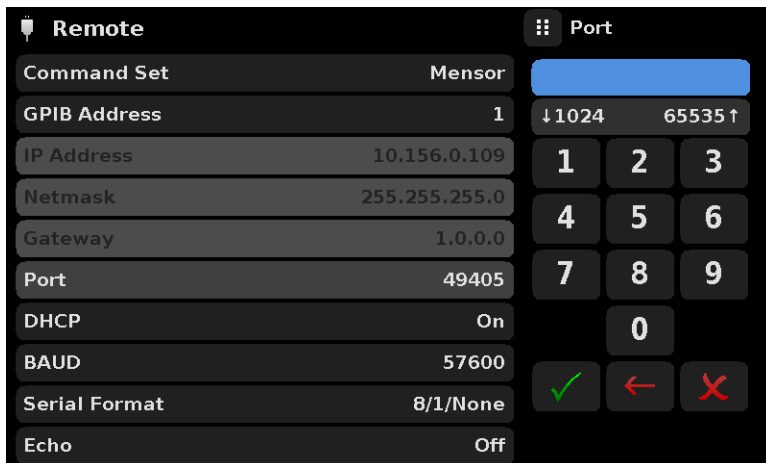 Remote
Command Set Mensor
GPIB Address 1
IP Address 10.156.0.109
Netmask 255.255.255.0
Gateway 1.0.0.0
Port 49405
DHCP On
BAUD 57600
Serial Format 8/1/None
Echo Off
Port
↓1024 65535↑
1 2 3
4 5 6
7 8 9
0